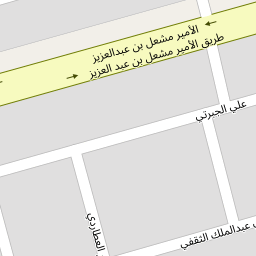 الأمير مشعل بن عبدالعزيز
طريق الأمير مشعل بن عبد العزيز
علي الجبرتي
العطاردي
عبدالملك الثقفي